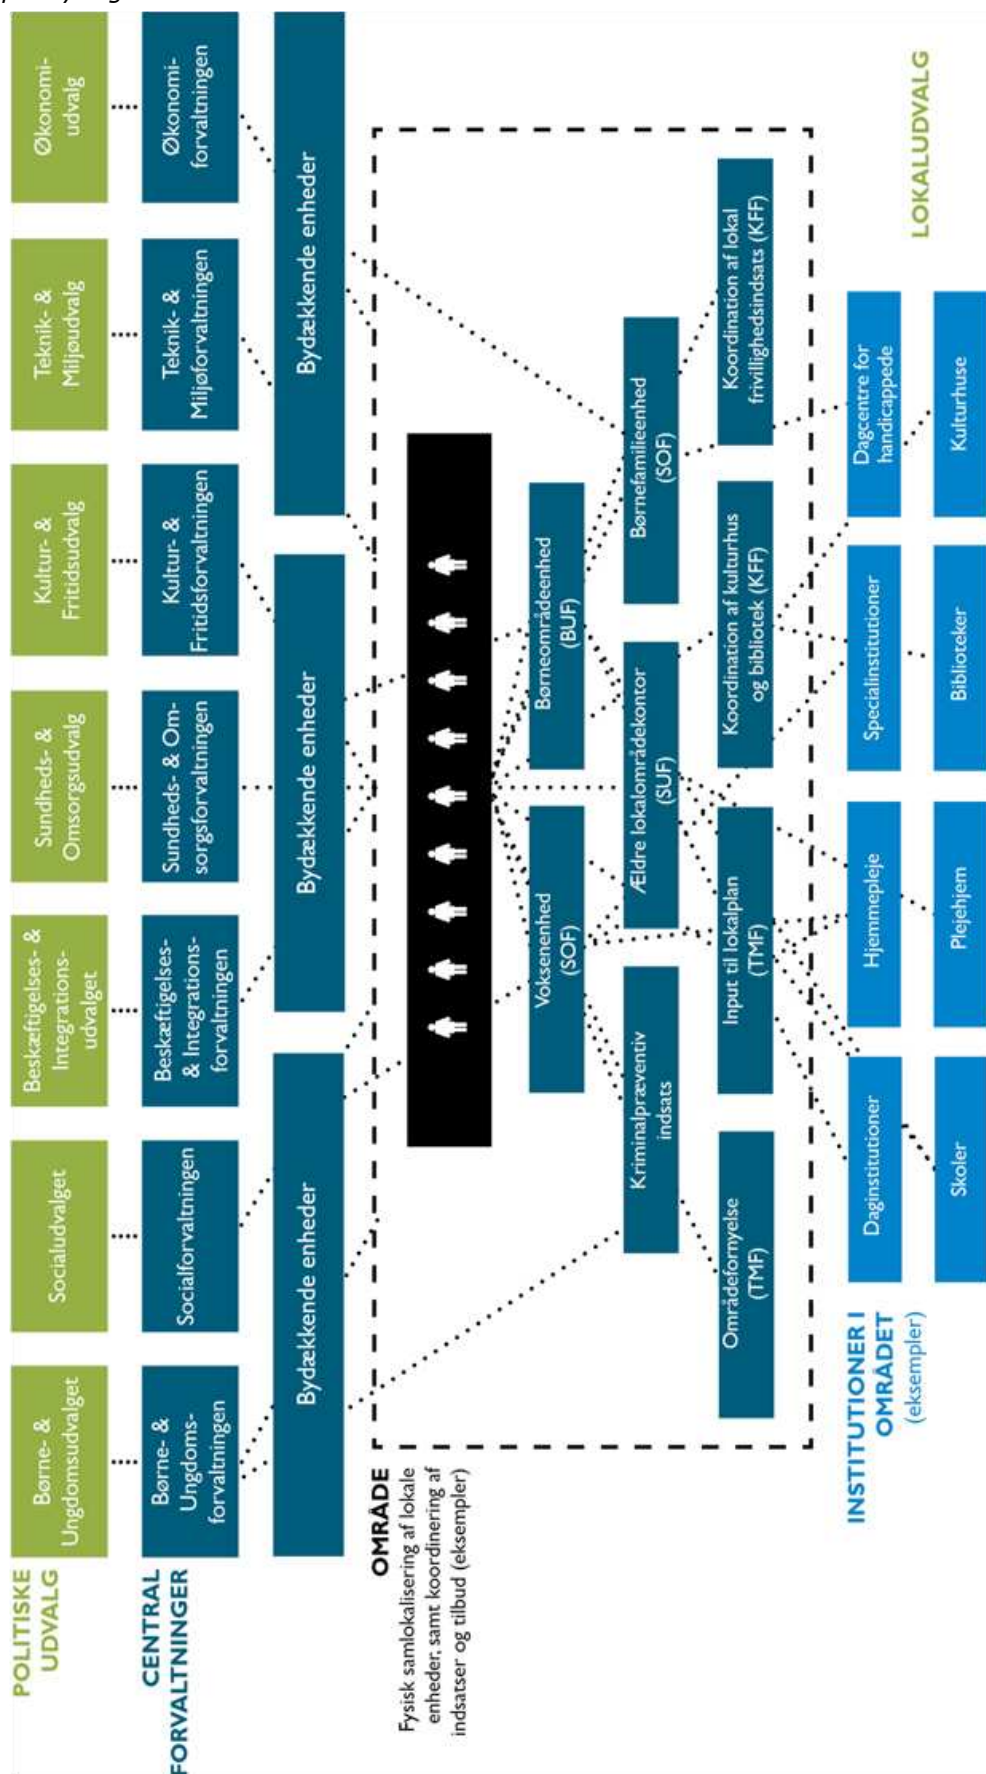 POLITISKE
UDVALG
Børne- &
Ungdomsudvalget
Socialudvalget
Beskæftigelses- &
Integrations-
udvalget
Sundheds- &
Omsorgsudvalg
Kultur- &
Fritidsudvalg
Teknik- &
Miljøudvalg
Økonomi-
udvalg
CENTRAL
FORVALTNINGER
Børne- &
Ungdoms-
forvaltningen
Socialforvaltningen
Beskæftigelses-
& Integrations-
forvaltningen
Sundheds- & Om-
sorgsforvaltningen
Kultur- &
Fritidsforvaltningen
Teknik- &
Miljøforvaltningen
Økonomi-
forvaltningen
Bydækkende enheder
Bydækkende enheder
Bydækkende enheder
OMRÅDE
Fysisk samlokalisering af lokale
enheder, samt koordinering af
indsatser og tilbud (eksempler)
Voksenenhed
(SOF)
Børneområdeenhed
(BUF)
Kriminalpræventiv
indsats
Ældre lokalområdekontor
(SUF)
Børnefamilieenhed
(SOF)
Områdefornyelse
(TMF)
Input til lokalplan
(TMF)
Koordination af kulturhus
og bibliotek (KFF)
Koordination af lokal
frivillighedsindsats (KFF)
INSTITUTIONER I
OMRÅDET
(eksempler)
Daginstitutioner
Hjemmepleje
Specialinstitutioner
Dagcentre for
handicappede
LOKALUDVALG
Skoler
Plejehjem
Biblioteker
Kulturhuse